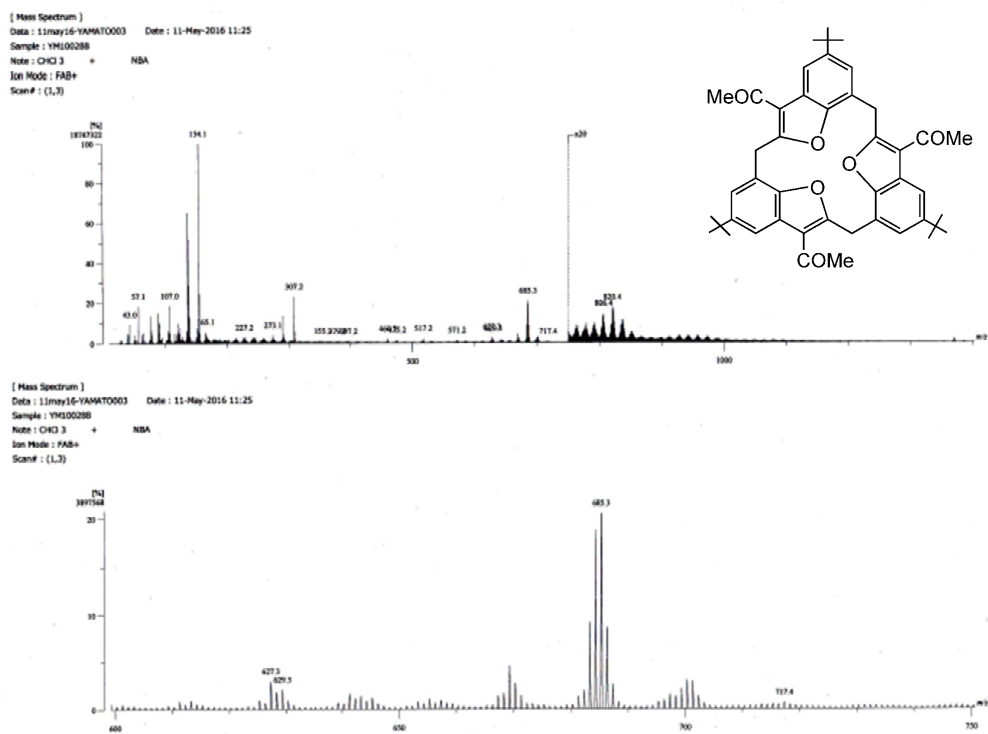 [ Mass Spectrum ]
Data : 11may16-YAMATO003 Date : 11-May-2016 11:25
Sample : YM100288
Note : CHCl 3 + NBA
Ion Mode : FAB+
Scan# : (1,3)
[%]
18747322
100
80
60
40
20
0
154.1
57.1
43.0
107.0
65.1
227.2
273.1
307.2
517.2
571.2
685.3
717.4
x20
806.4
820.4
500
1000
MeOC
COMe
O
O
O
COMe
[ Mass Spectrum ]
Data : 11may16-YAMATO003 Date : 11-May-2016 11:25
Sample : YM100288
Note : CHCl 3 + NBA
Ion Mode : FAB+
Scan# : (1,3)
[%]
3897568
20
10
0
627.3
629.3
685.3
717.4
600
650
700
750